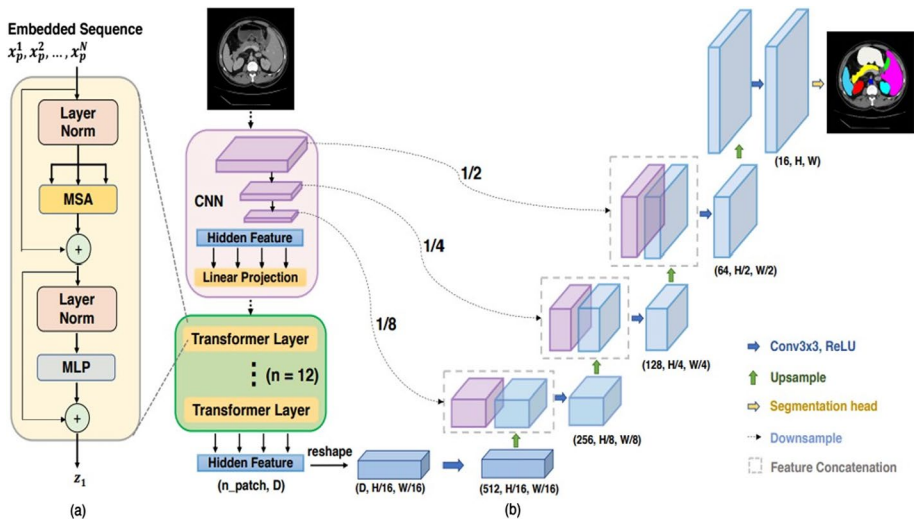 Embedded Sequence
x_p^1, x_p^2, ..., x_p^N
Layer
Norm
MSA
+
Layer
Norm
MLP
+
z_1
(a)
CNN
Hidden Feature
Linear Projection
Transformer Layer
(n = 12)
Transformer Layer
Hidden Feature
(n_patch, D)
reshape
(D, H/16, W/16)
(512, H/16, W/16)
(b)
1/2
1/4
1/8
(256, H/8, W/8)
(128, H/4, W/4)
(64, H/2, W/2)
(16, H, W)
Conv3x3, ReLU
Upsample
Segmentation head
Downsample
Feature Concatenation